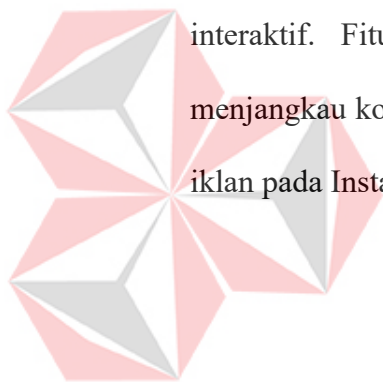 interaktif. Fitu
menjangkau ko
iklan pada Insta